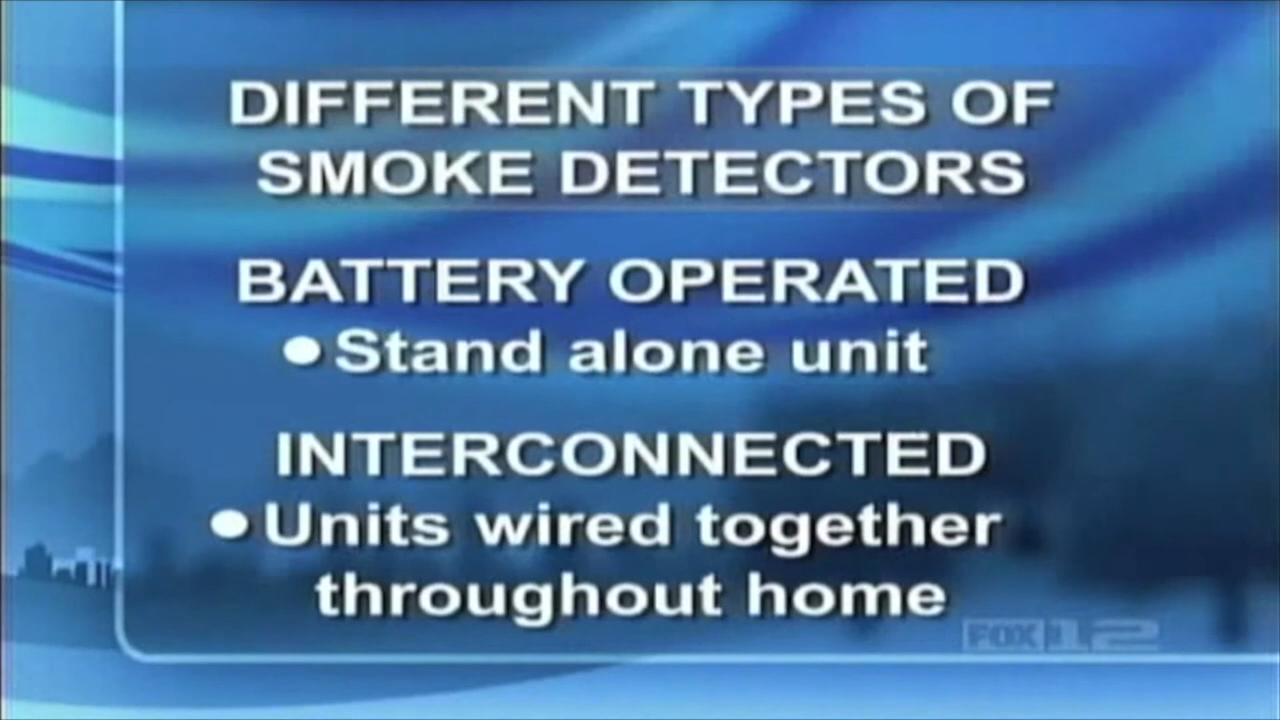 DIFFERENT TYPES OF
SMOKE DETECTORS
BATTERY OPERATED
●Stand alone unit
INTERCONNECTED
●Units wired together
throughout home
FOX 12